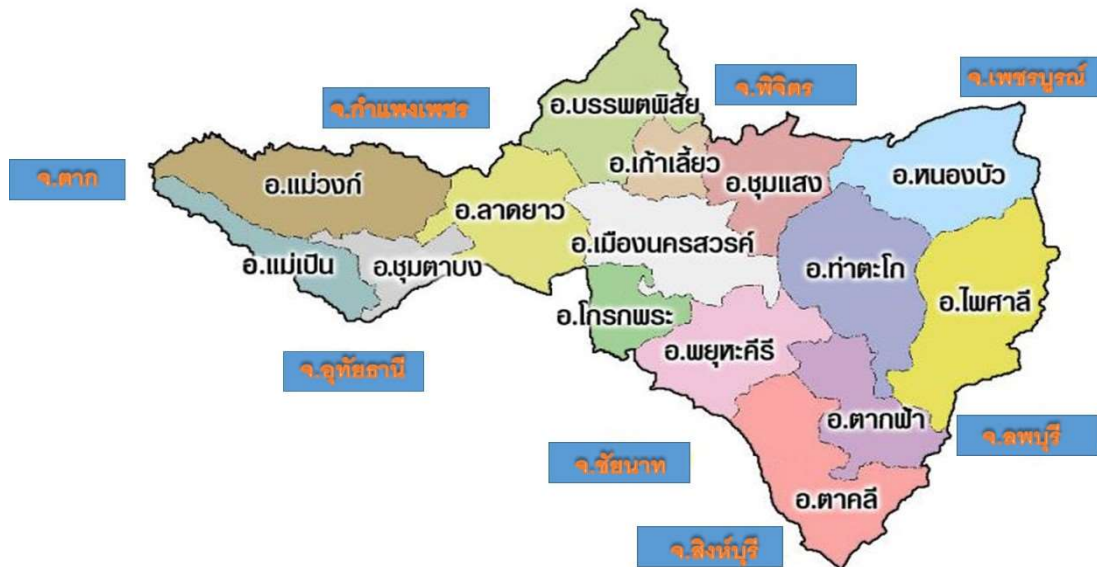 จ.เพชรบูรณ์
จ.พิจิตร
จ.กำแพงเพชร
อ.บรรพตพิสัย
อ.เก้าเลี้ยว
จ.ตาก
อ.แม่วงก์
อ.ชุมแสง
อ.หนองบัว
อ.ลาดยาว
อ.เมืองนครสวรรค์
อ.แม่เปิน
อ.ชุมตาบง
อ.ท่าตะโก
อ.ไพศาลี
อ.โกรกพระ
อ.พยุหะคีรี
จ.อุทัยธานี
อ.ตากฟ้า
จ.ลพบุรี
จ.ชัยนาท
อ.ตาคลี
จ.สิงห์บุรี